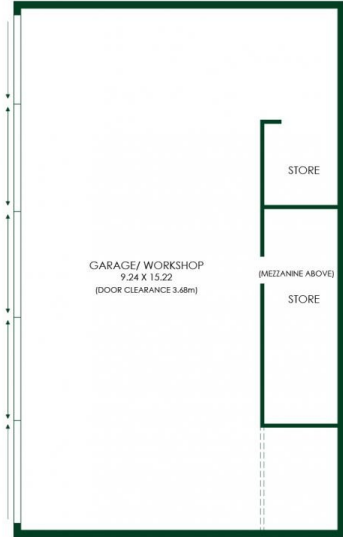 STORE
GARAGE/ WORKSHOP
9.24 X 15.22
(DOOR CLEARANCE 3.68m)
(MEZZANINE ABOVE)
STORE